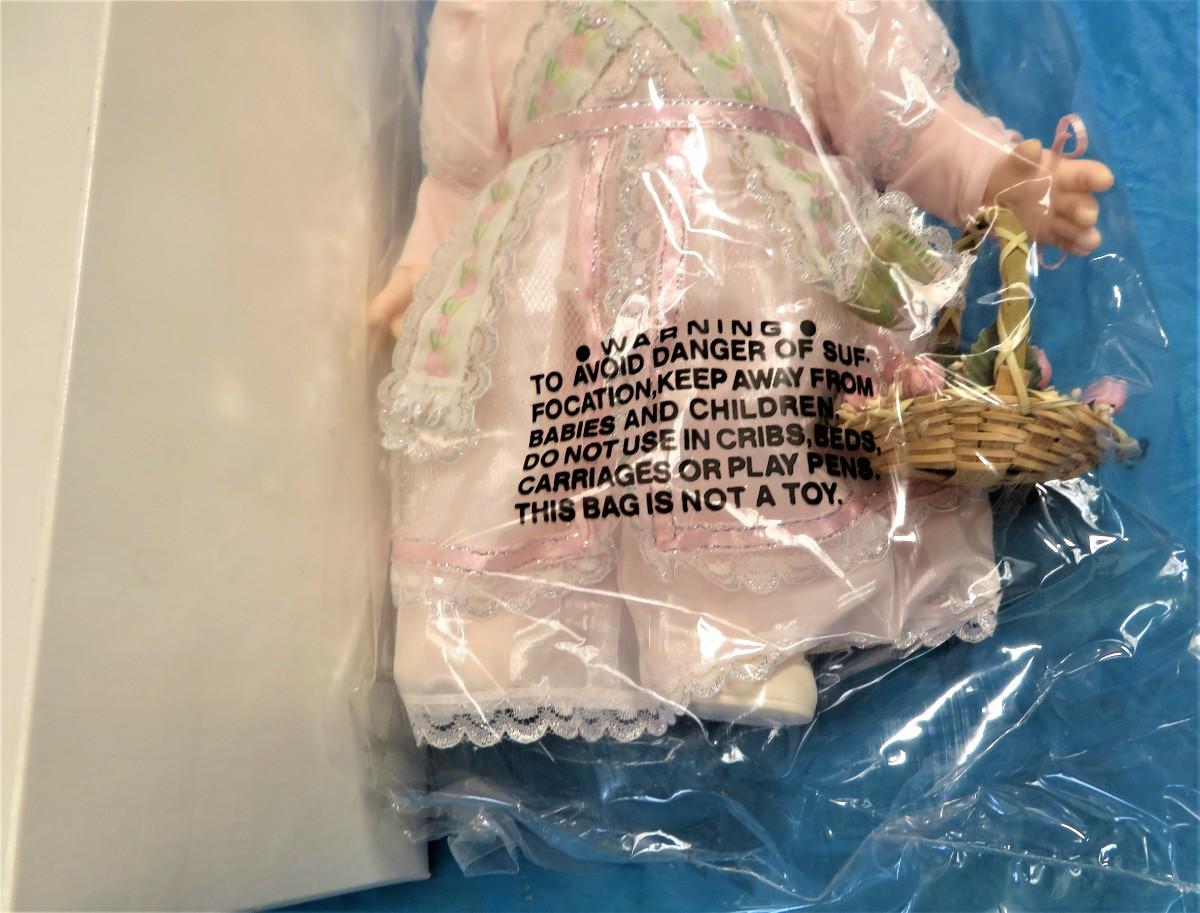 ● WARNING ●
TO AVOID DANGER OF SUF-
FOCATION,KEEP AWAY FROM
BABIES AND CHILDREN.
DO NOT USE IN CRIBS,BEDS,
CARRIAGES OR PLAY PENS.
THIS BAG IS NOT A TOY.